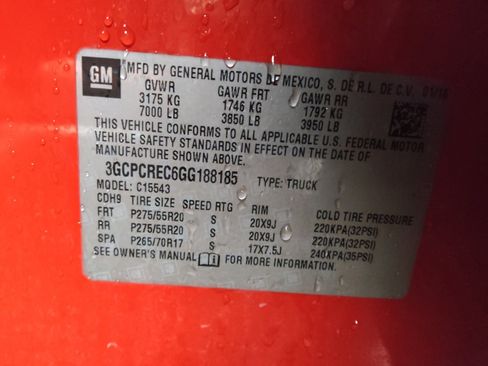 GM MFD BY GENERAL MOTORS DE MEXICO, S. DE R.L. DE C.V. 01/16
GVWR GAWR FRT GAWR RR
3175 KG 1746 KG 1792 KG
7000 LB 3850 LB 3950 LB
THIS VEHICLE CONFORMS TO ALL APPLICABLE U.S. FEDERAL MOTOR
VEHICLE SAFETY STANDARDS IN EFFECT ON THE DATE OF
MANUFACTURE SHOWN ABOVE.
3GCPCREC6GG188185 TYPE: TRUCK
MODEL: C15543
CDH9 TIRE SIZE SPEED RTG RIM COLD TIRE PRESSURE
FRT P275/55R20 S 20X9J 220KPA(32PSI)
RR P275/55R20 S 20X9J 220KPA(32PSI)
SPA P265/70R17 S 17X7.5J 240KPA(35PSI)
SEE OWNER'S MANUAL FOR MORE INFORMATION.